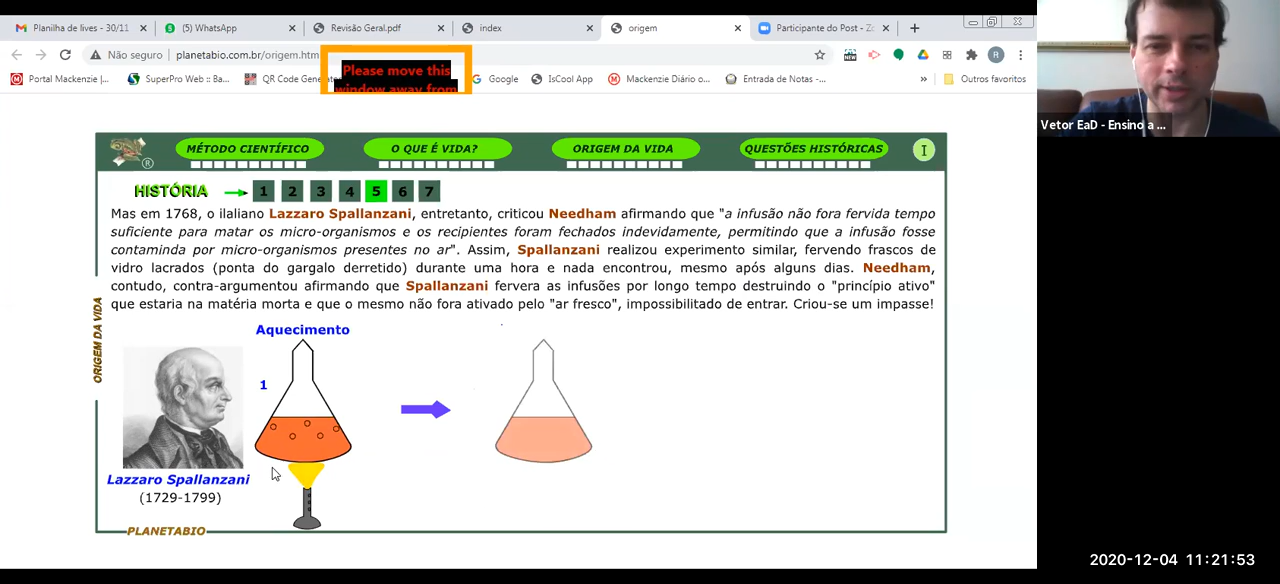 Planilha de lives - 30/11
(5) WhatsApp
Revisão Geral.pdf
index
origem
Participante do Post - Z
Não seguro
planetabio.com.br/origem.htm
NEW
R
Portal Mackenzie |
SuperPro Web :: Ba...
QR Code Gene
Please move this
window away from
Google
IsCool App
Mackenzie Diário o...
Entrada de Notas -...
»
Outros favoritos
Vetor EaD - Ensino a ...
MÉTODO CIENTÍFICO
O QUE É VIDA?
ORIGEM DA VIDA
QUESTÕES HISTÓRICAS
I
®
HISTÓRIA
1 2 3 4 5 6 7
Mas em 1768, o ilaliano Lazzaro Spallanzani, entretanto, criticou Needham afirmando que "a infusão não fora fervida tempo
suficiente para matar os micro-organismos e os recipientes foram fechados indevidamente, permitindo que a infusão fosse
contaminda por micro-organismos presentes no ar". Assim, Spallanzani realizou experimento similar, fervendo frascos de
vidro lacrados (ponta do gargalo derretido) durante uma hora e nada encontrou, mesmo após alguns dias. Needham,
contudo, contra-argumentou afirmando que Spallanzani fervera as infusões por longo tempo destruindo o "princípio ativo"
que estaria na matéria morta e que o mesmo não fora ativado pelo "ar fresco", impossibilitado de entrar. Criou-se um impasse!
ORIGEM DA VIDA
Aquecimento
1
Lazzaro Spallanzani
(1729-1799)
PLANETABIO
2020-12-04 11:21:53